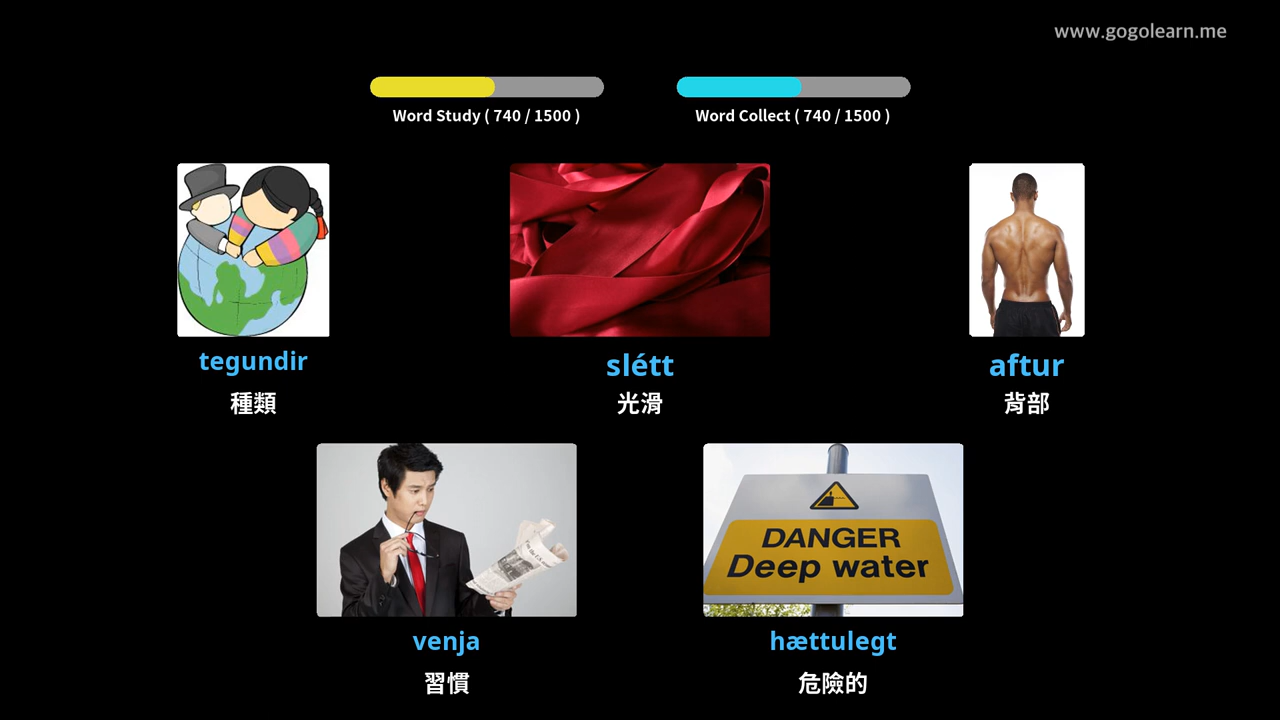 www.gogolearn.me
Word Study ( 740 / 1500 )
Word Collect ( 740 / 1500 )
tegundir
種類
slétt
光滑
aftur
背部
DANGER
Deep water
venja
習慣
hættulegt
危險的